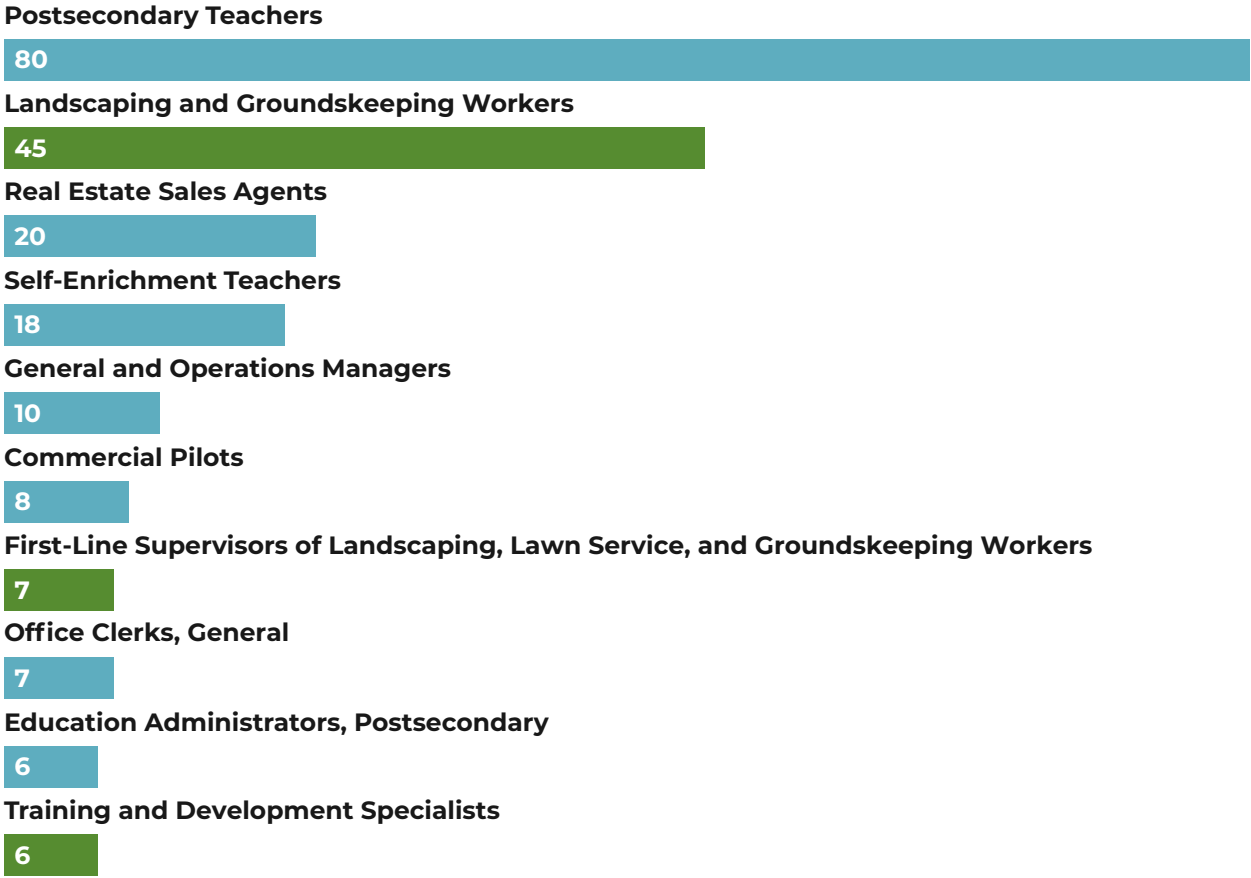 Postsecondary Teachers
80
Landscaping and Groundskeeping Workers
45
Real Estate Sales Agents
20
Self-Enrichment Teachers
18
General and Operations Managers
10
Commercial Pilots
8
First-Line Supervisors of Landscaping, Lawn Service, and Groundskeeping Workers
7
Office Clerks, General
7
Education Administrators, Postsecondary
6
Training and Development Specialists
6